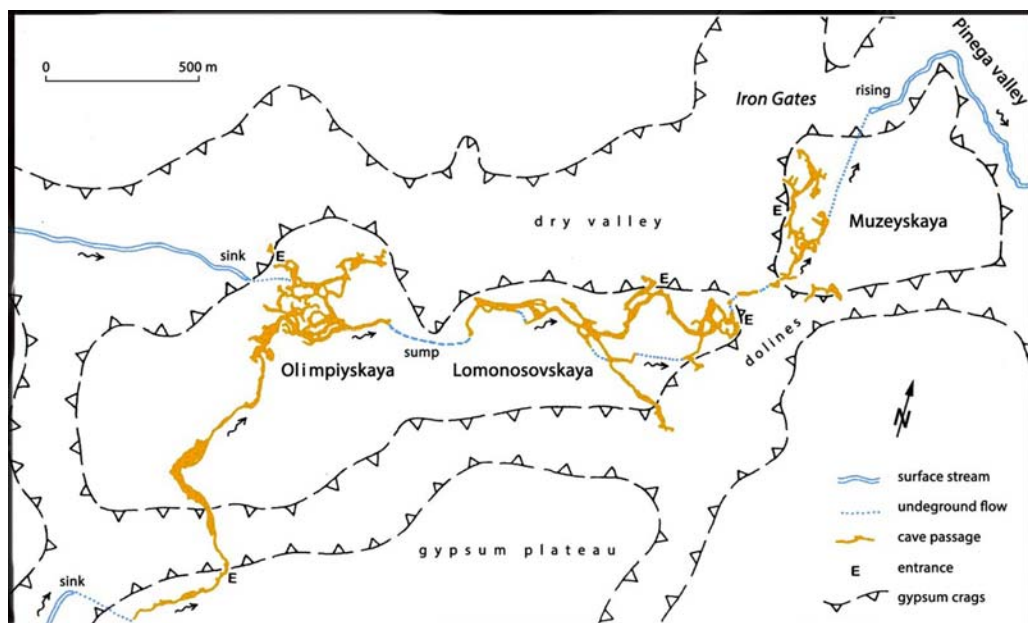 0 500 m
Iron Gates
rising
Pinega valley
E
Muzeyskaya
dry valley
sink
E
E
E
dolines
sump
Olimpiyskaya
Lomonosovskaya
N
surface stream
undeground flow
cave passage
E entrance
gypsum crags
gypsum plateau
sink
E